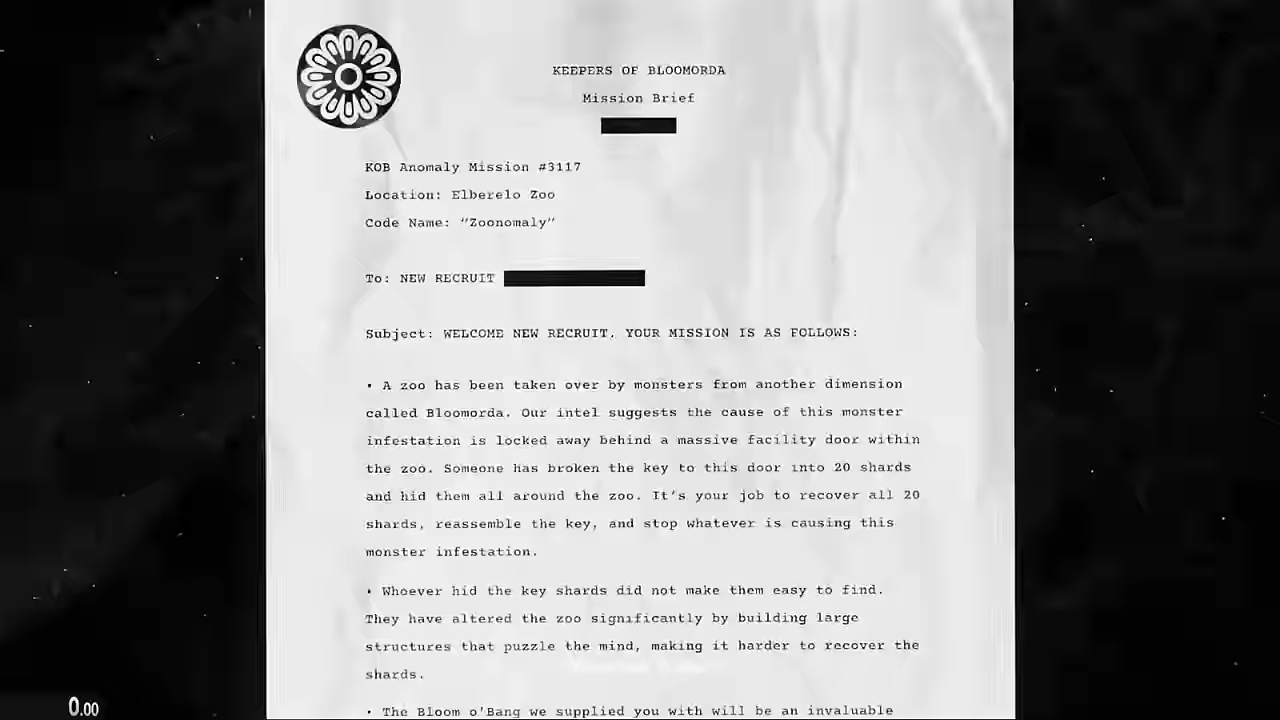 KEEPERS OF BLOOMORDA
Mission Brief
KOB Anomaly Mission #3117
Location: Elberelo Zoo
Code Name: "Zoonomaly"
To: NEW RECRUIT
Subject: WELCOME NEW RECRUIT, YOUR MISSION IS AS FOLLOWS:
· A zoo has been taken over by monsters from another dimension
called Bloomorda. Our intel suggests the cause of this monster
infestation is locked away behind a massive facility door within
the zoo. Someone has broken the key to this door into 20 shards
and hid them all around the zoo. It's your job to recover all 20
shards, reassemble the key, and stop whatever is causing this
monster infestation.
· Whoever hid the key shards did not make them easy to find.
They have altered the zoo significantly by building large
structures that puzzle the mind, making it harder to recover the
shards.
· The Bloom o'Bang we supplied you with will be an invaluable
0.00